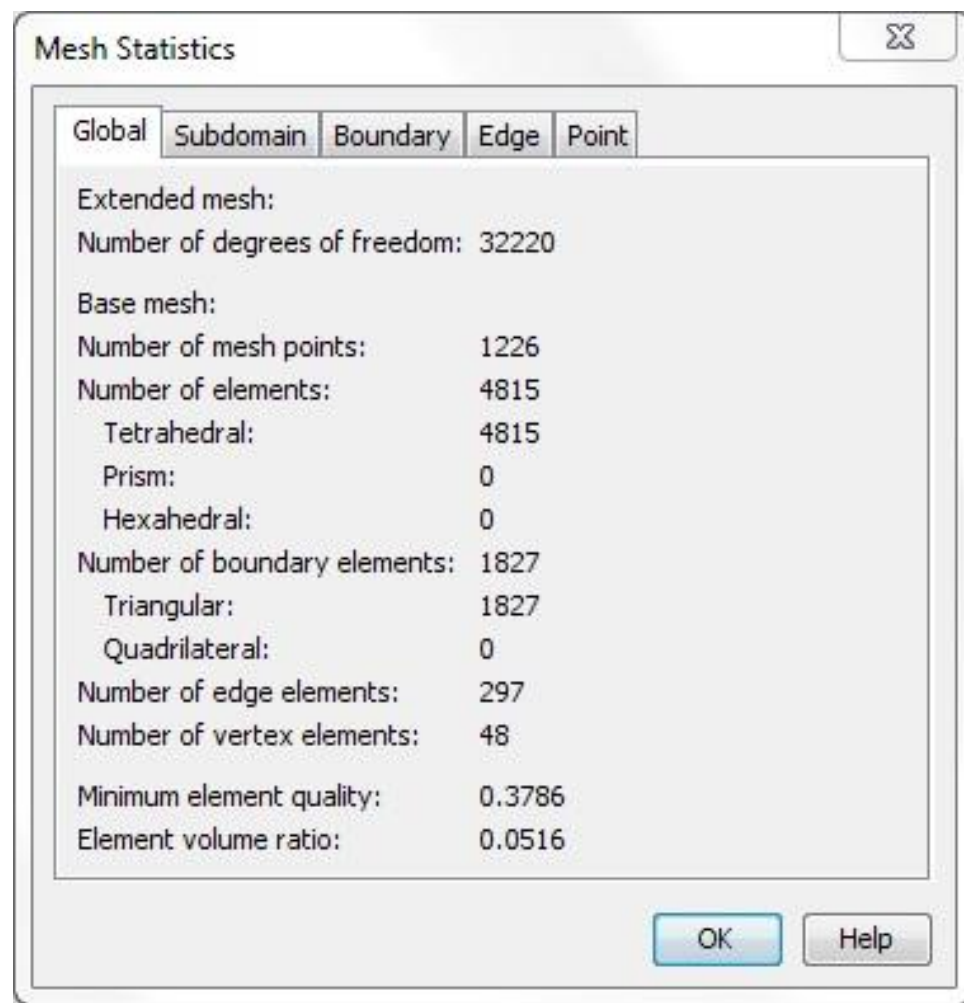 Mesh Statistics
Global Subdomain Boundary Edge Point
Extended mesh:
Number of degrees of freedom: 32220
Base mesh:
Number of mesh points: 1226
Number of elements: 4815
Tetrahedral: 4815
Prism: 0
Hexahedral: 0
Number of boundary elements: 1827
Triangular: 1827
Quadrilateral: 0
Number of edge elements: 297
Number of vertex elements: 48
Minimum element quality: 0.3786
Element volume ratio: 0.0516
OK Help